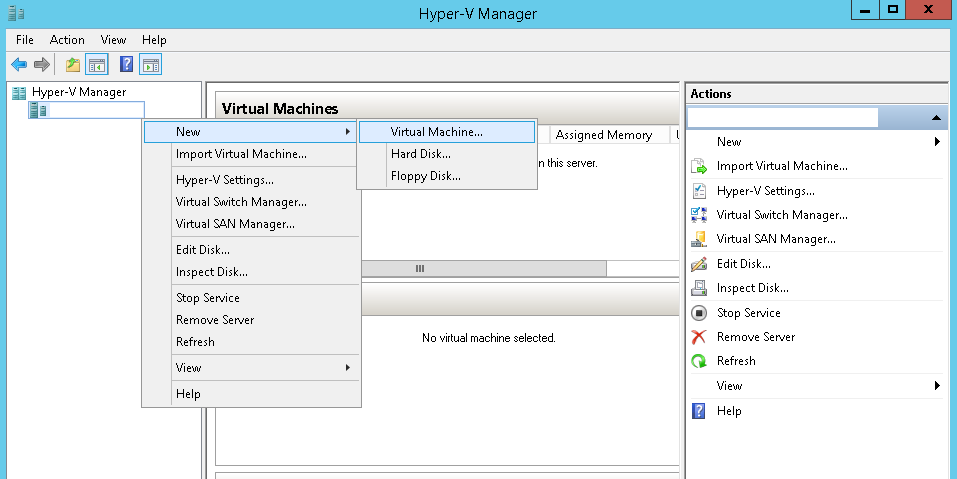 Hyper-V Manager
File Action View Help
Hyper-V Manager
New
Import Virtual Machine...
Hyper-V Settings...
Virtual Switch Manager...
Virtual SAN Manager...
Edit Disk...
Inspect Disk...
Stop Service
Remove Server
Refresh
View
Help
Virtual Machines
Virtual Machine...
Hard Disk...
Floppy Disk...
Assigned Memory
on this server.
No virtual machine selected.
Actions
New
Import Virtual Machine...
Hyper-V Settings...
Virtual Switch Manager...
Virtual SAN Manager...
Edit Disk...
Inspect Disk...
Stop Service
Remove Server
Refresh
View
Help